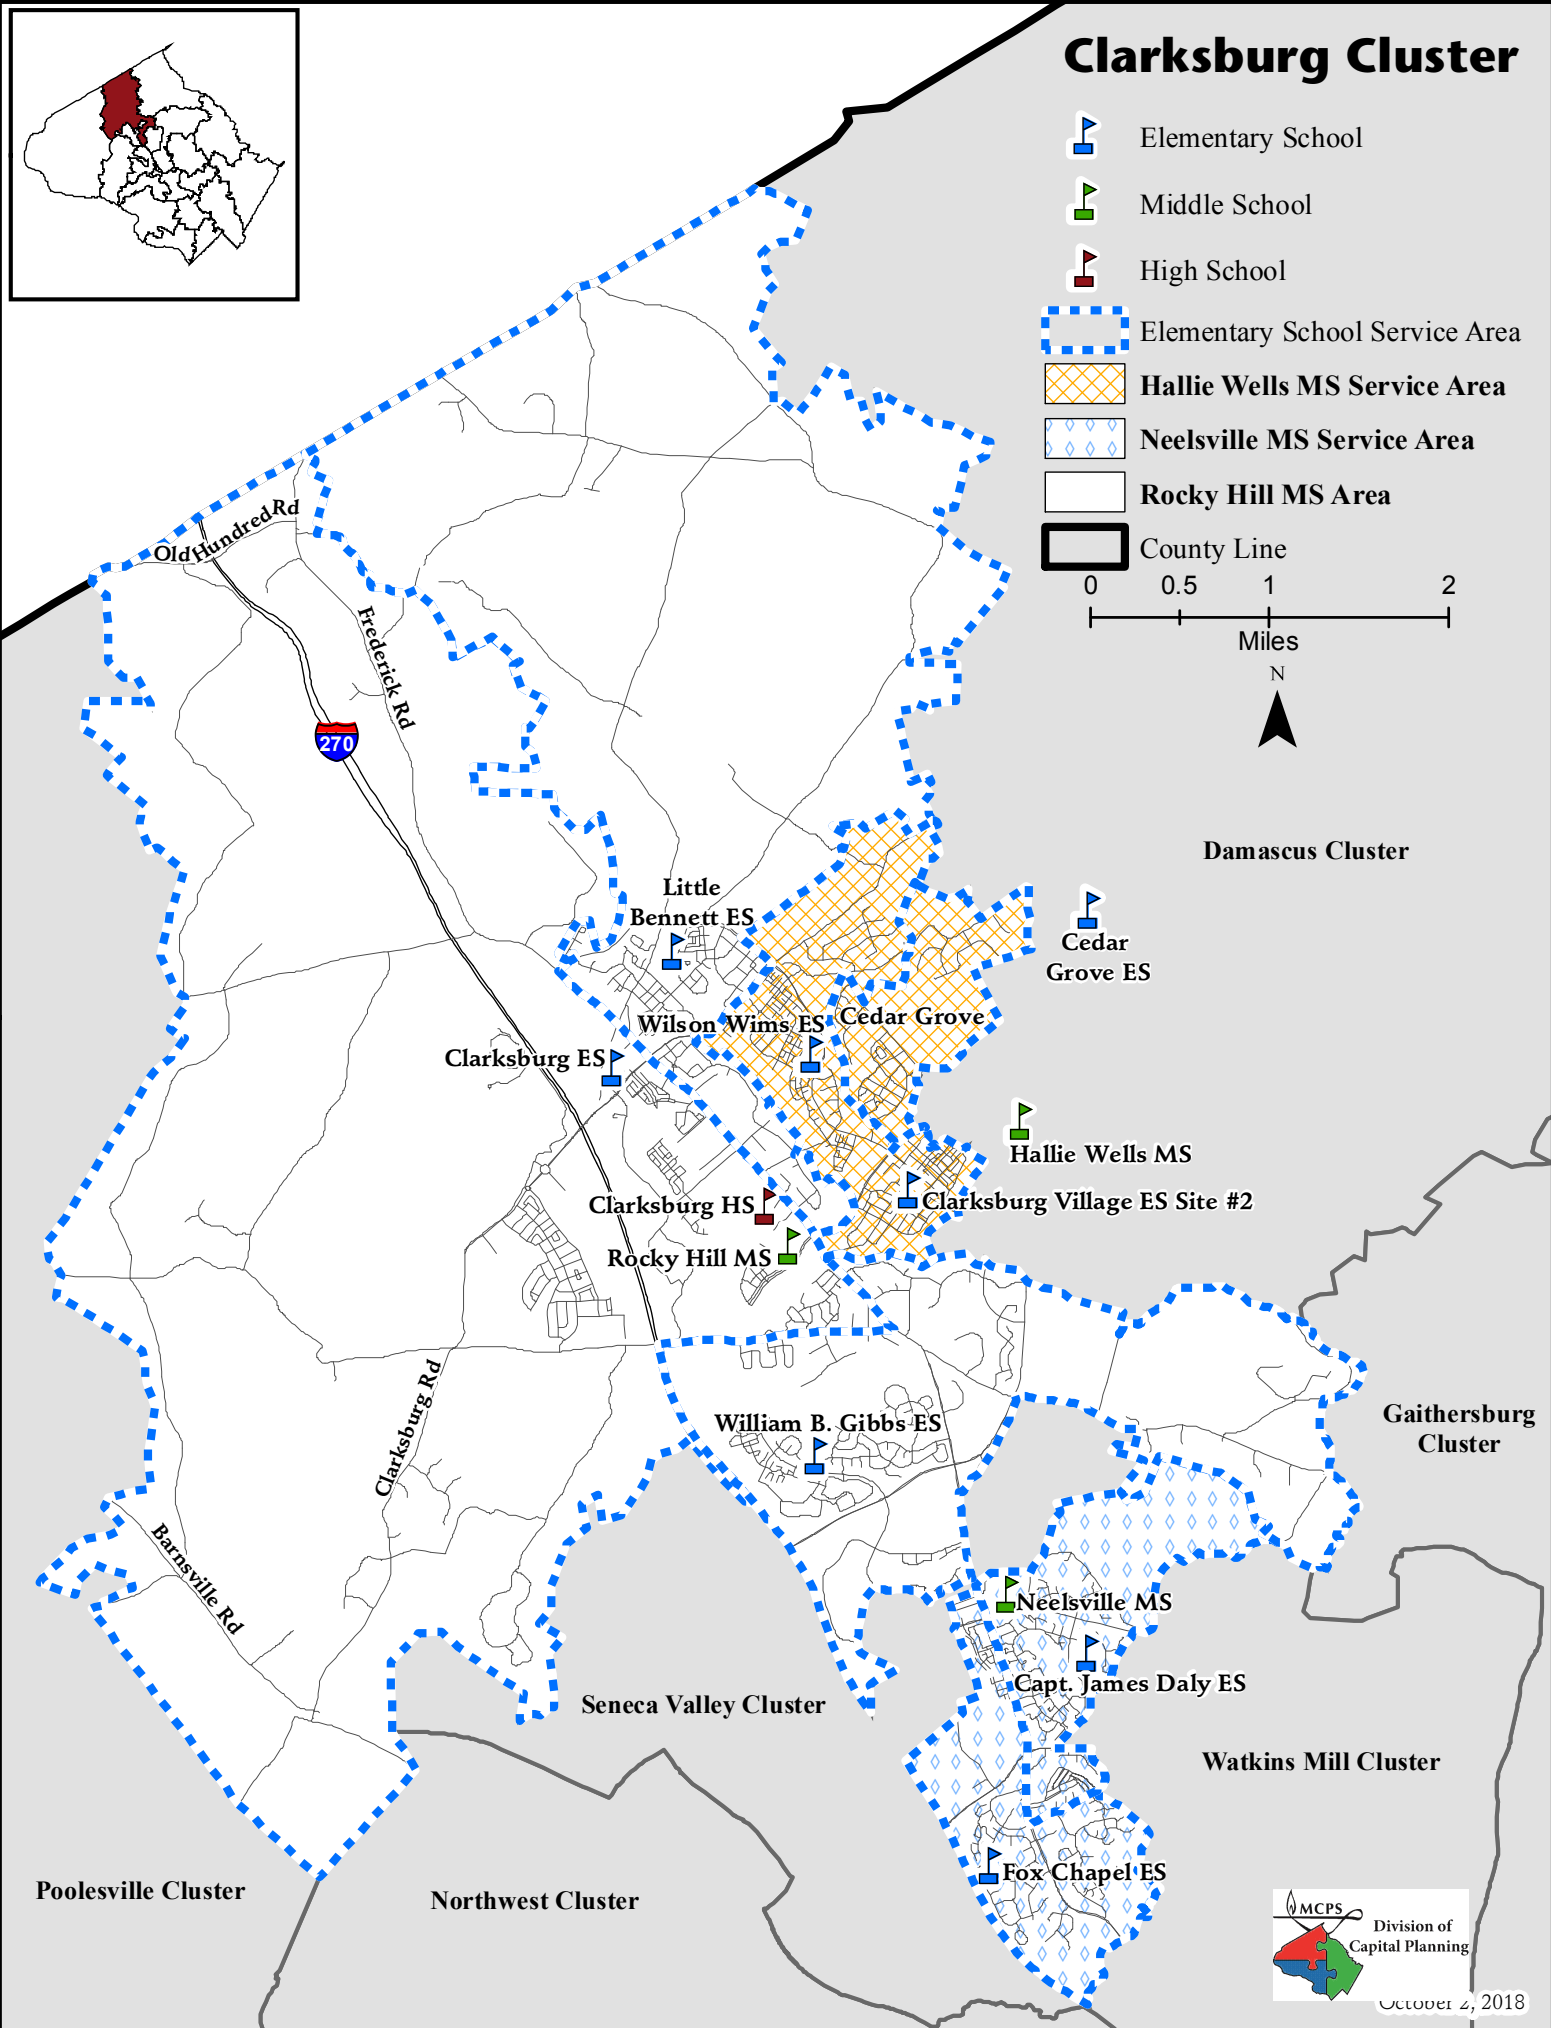 Clarksburg Cluster
Elementary School
Middle School
High School
Elementary School Service Area
Hallie Wells MS Service Area
Neelsville MS Service Area
Rocky Hill MS Area
County Line
0 0.5 1 2
Miles
N
Old Hundred Rd
Frederick Rd
270
Damascus Cluster
Little
Bennett ES
Cedar
Grove ES
Wilson Wims ES
Cedar Grove
Clarksburg ES
Hallie Wells MS
Clarksburg HS
Clarksburg Village ES Site #2
Rocky Hill MS
Clarksburg Rd
William B. Gibbs ES
Gaithersburg
Cluster
Barnsville Rd
Neelsville MS
Capt. James Daly ES
Seneca Valley Cluster
Watkins Mill Cluster
Fox Chapel ES
Poolesville Cluster
Northwest Cluster
MCPS
Division of
Capital Planning
October 2, 2018